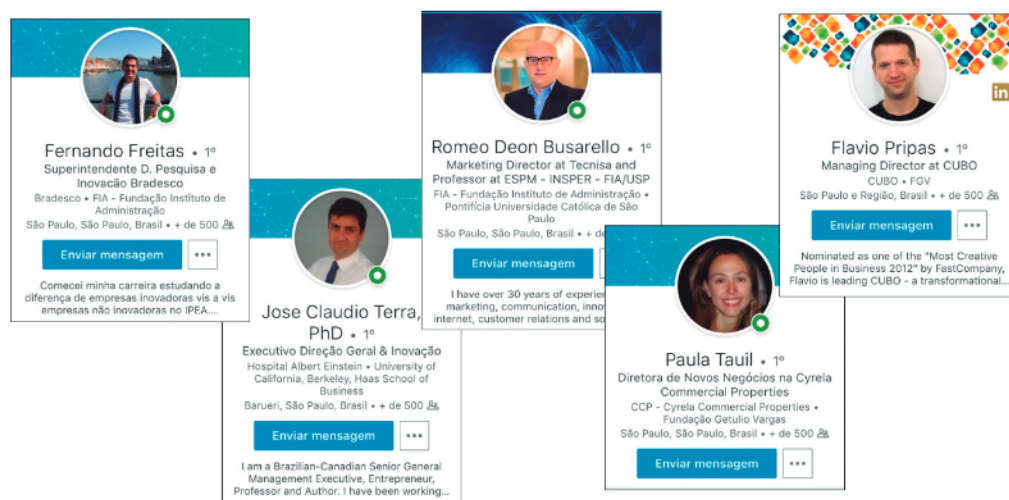 Fernando Freitas • 1º
Superintendente D. Pesquisa e
Inovacão Bradesco
Bradesco • FIA - Fundação Instituto de
Administração
São Paulo, São Paulo, Brasil • + de 500
Enviar mensagem
Comecei minha carreira estudando a
diferença de empresas inovadoras vis a vis
empresas não inovadoras no IPEA....
Jose Claudio Terra,
PhD • 1º
Executivo Direção Geral & Inovação
Hospital Albert Einstein • University of
California, Berkeley, Haas School of
Business
Barueri, São Paulo, Brasil • + de 500
Enviar mensagem
I am a Brazilian-Canadian Senior General
Management Executive, Entrepreneur,
Professor and Author. I have been working...
Romeo Deon Busarello • 1º
Marketing Director at Tecnisa and
Professor at ESPM - INSPER - FIA/USP
FIA - Fundação Instituto de Administração •
Pontifícia Universidade Católica de São
Paulo
São Paulo, São Paulo, Brasil • + de
Enviar mensagem
I have over 30 years of
marketing, communication,
internet, customer relations and
Paula Tauil • 1º
Diretora de Novos Negócios na Cyrela
Commercial Properties
CCP - Cyrela Commercial Properties •
Fundação Getulio Vargas
São Paulo, São Paulo, Brasil • + de 500
Enviar mensagem
in
Flavio Pripas • 1º
Managing Director at CUBO
CUBO • FGV
São Paulo e Região, Brasil • + de 500
Enviar mensagem
Nominated as one of the "Most Creative
People in Business 2012" by FastCompany,
Flavio is leading CUBO - a transformational...